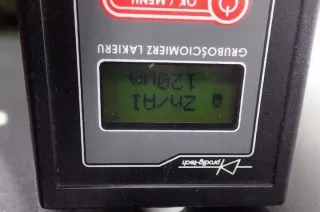 prodig-tech
Zn/Al
120µm
GRUBOŚCIOMIERZ LAKIERU
OK / MENU